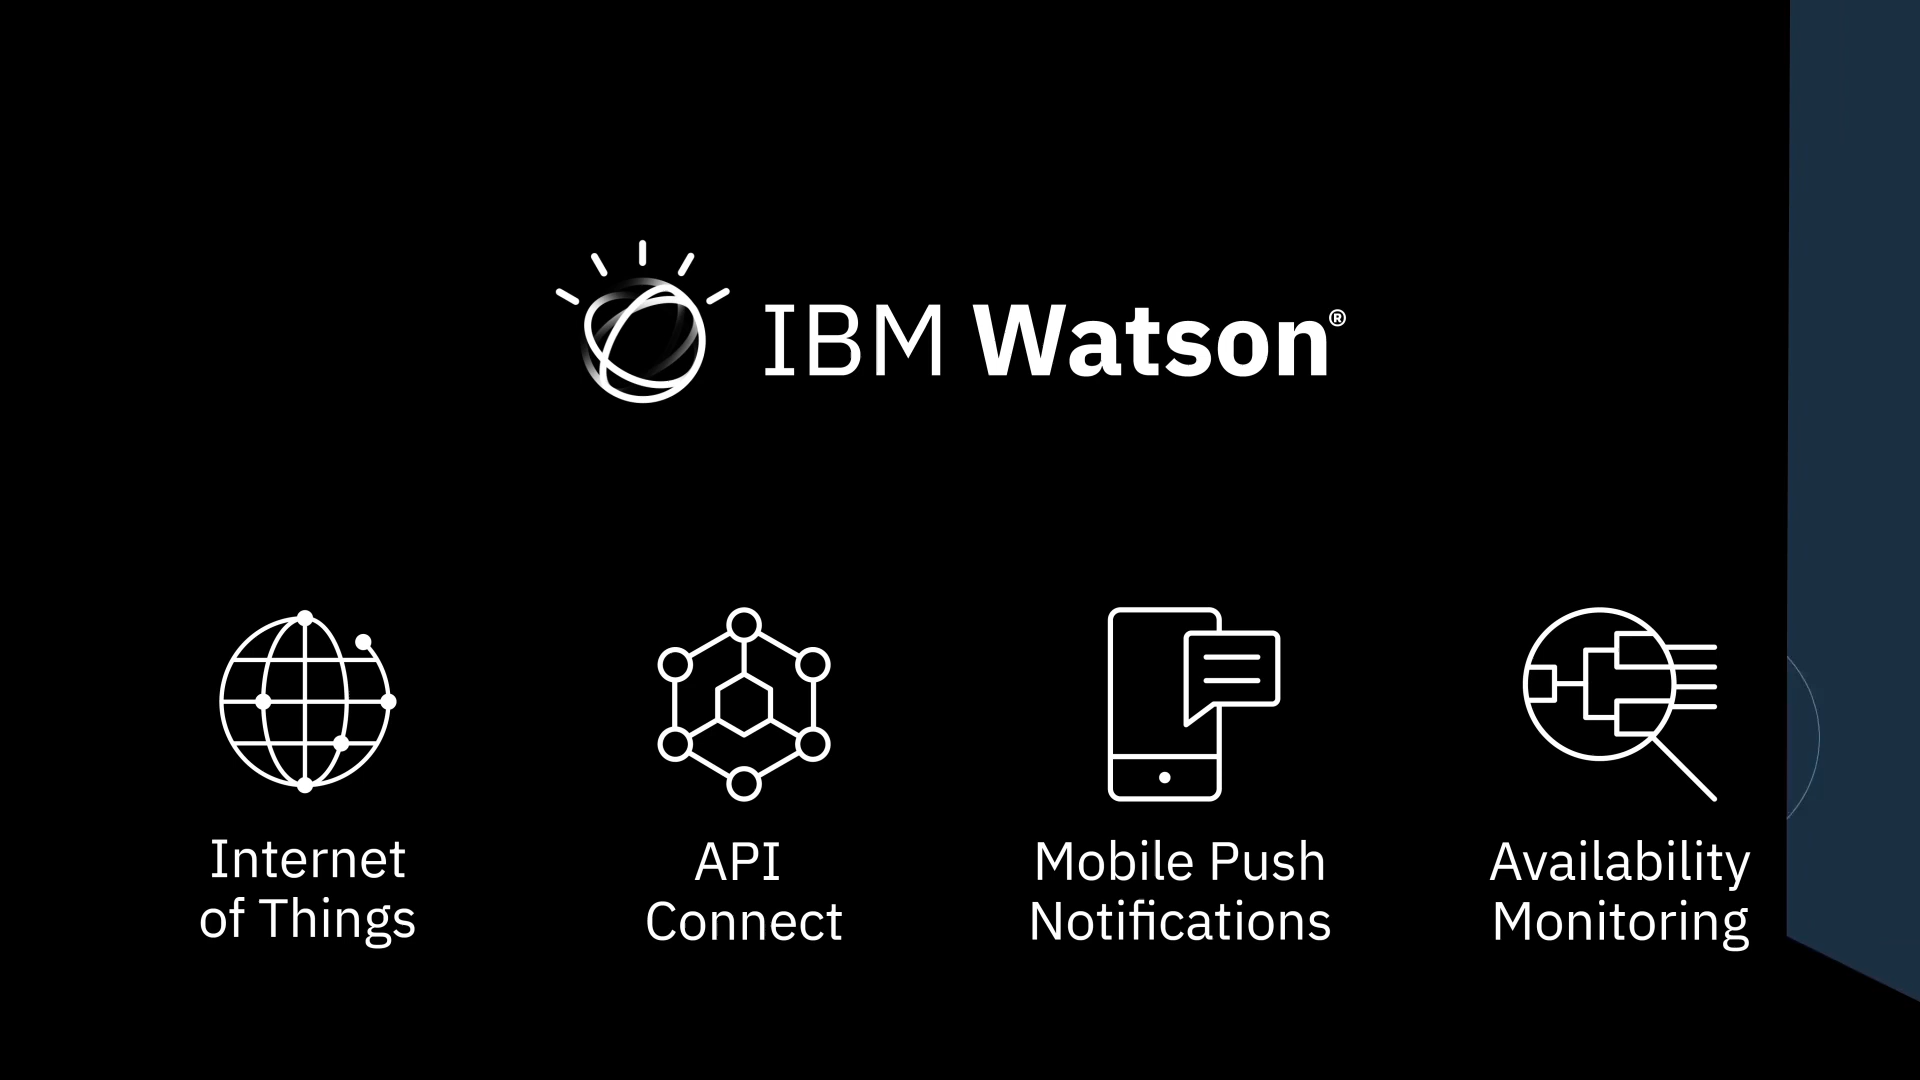 IBM Watson®
Internet
of Things
API
Connect
Mobile Push
Notifications
Availability
Monitoring